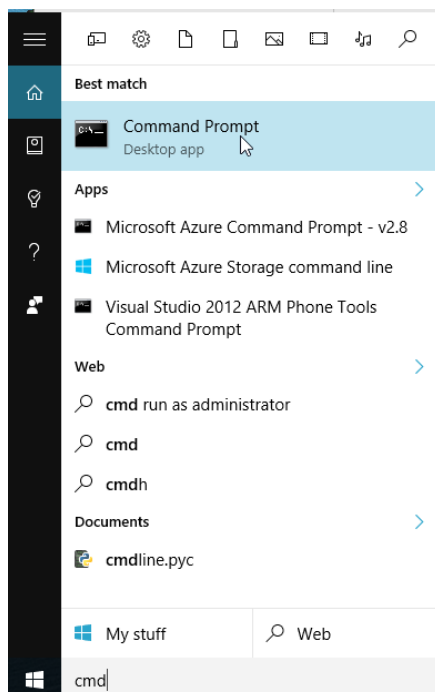 Best match
C:\_
Command Prompt
Desktop app
Apps
Microsoft Azure Command Prompt - v2.8
Microsoft Azure Storage command line
Visual Studio 2012 ARM Phone Tools
Command Prompt
Web
cmd run as administrator
cmd
cmdh
Documents
cmdline.pyc
My stuff
Web
cmd